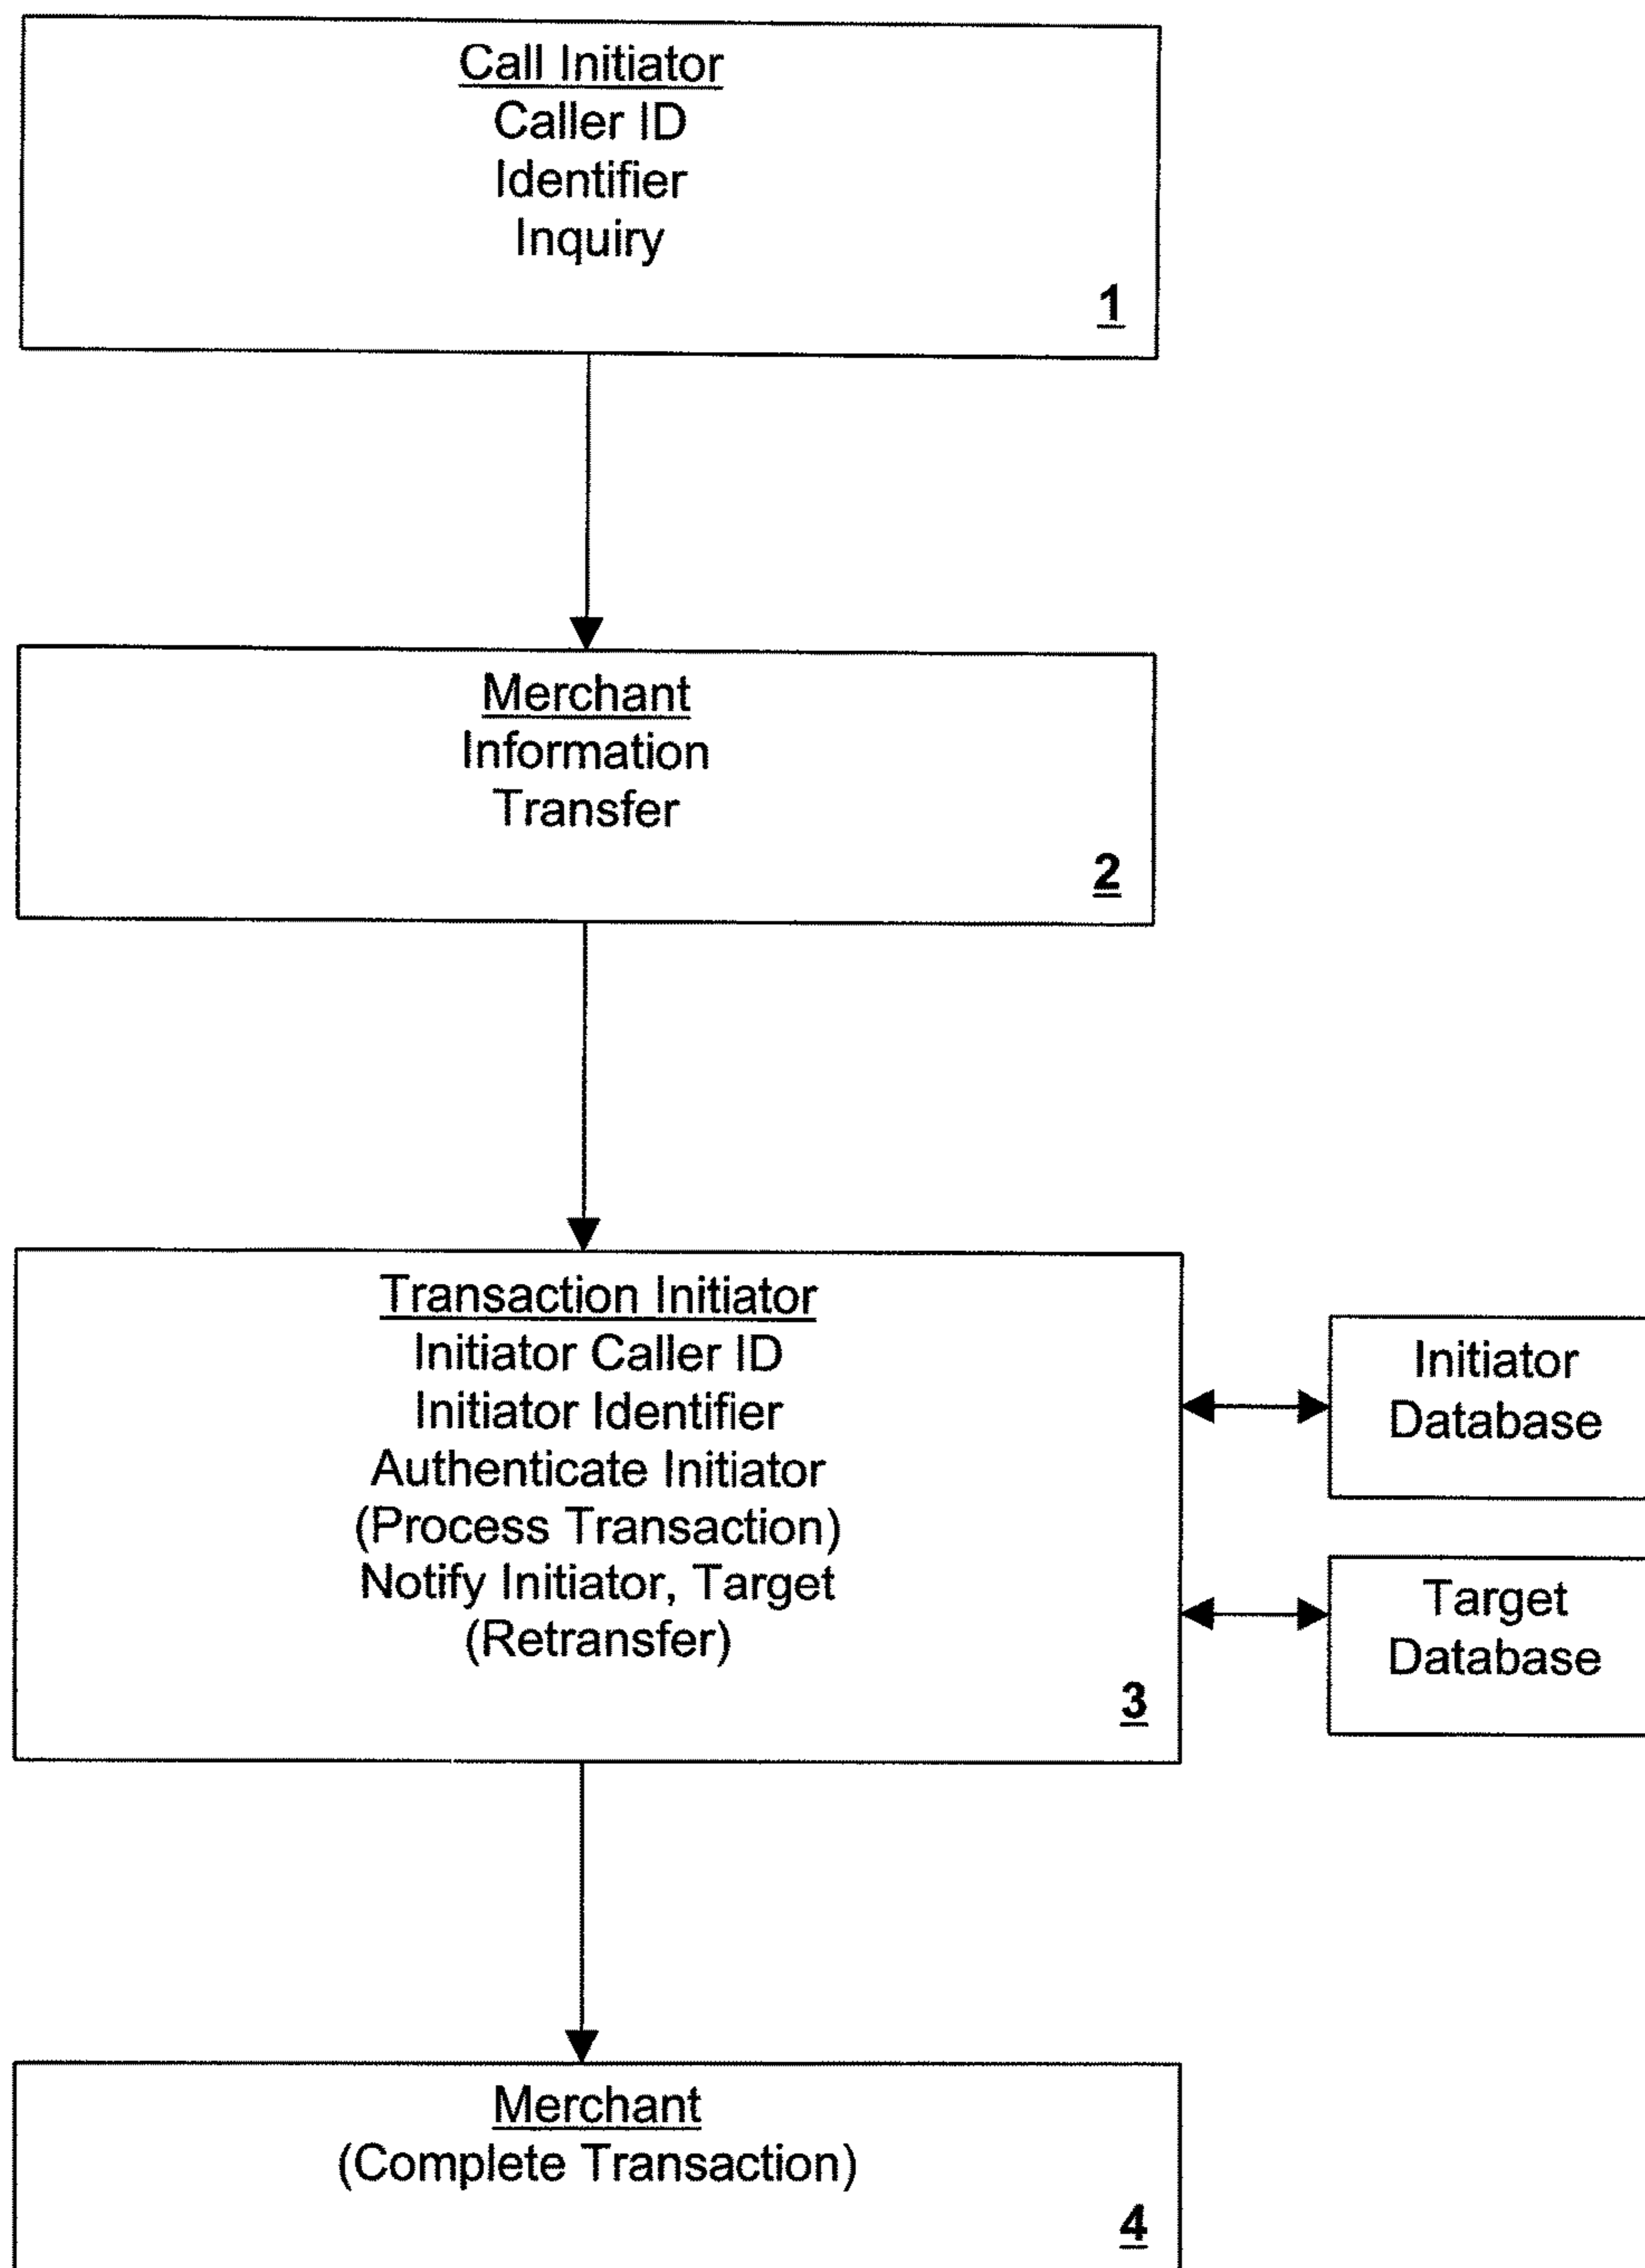 Call Initiator
Caller ID
Identifier
Inquiry
1
Merchant
Information
Transfer
2
Transaction Initiator
Initiator Caller ID
Initiator Identifier
Authenticate Initiator
(Process Transaction)
Notify Initiator, Target
(Retransfer)
3
Initiator
Database
Target
Database
Merchant
(Complete Transaction)
4